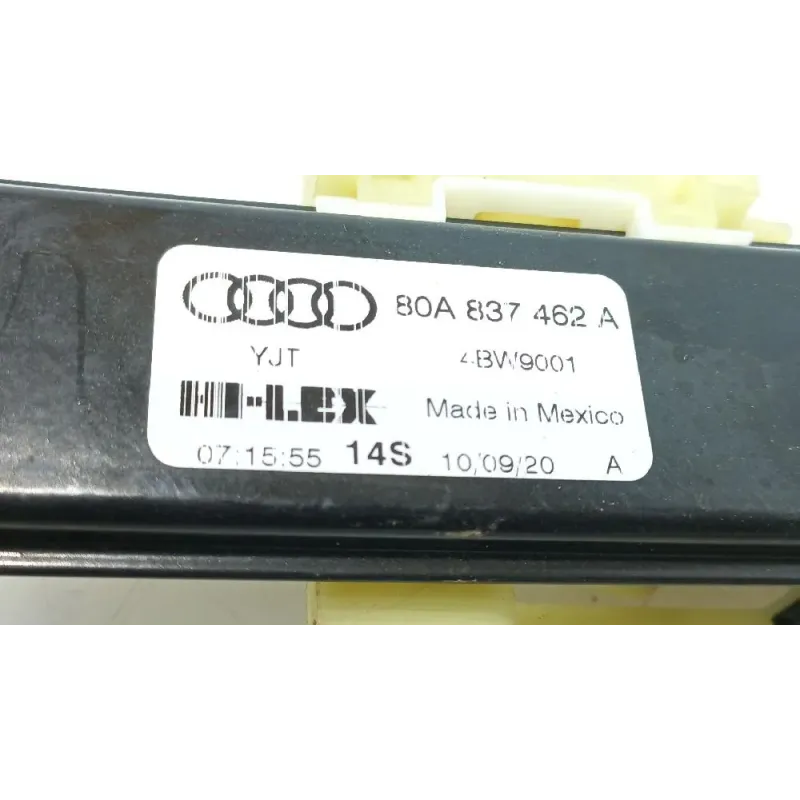 80A 837 462 A
YJT 4BW9001
HI-LEX Made in Mexico
07:15:55 14S 10/09/20 A